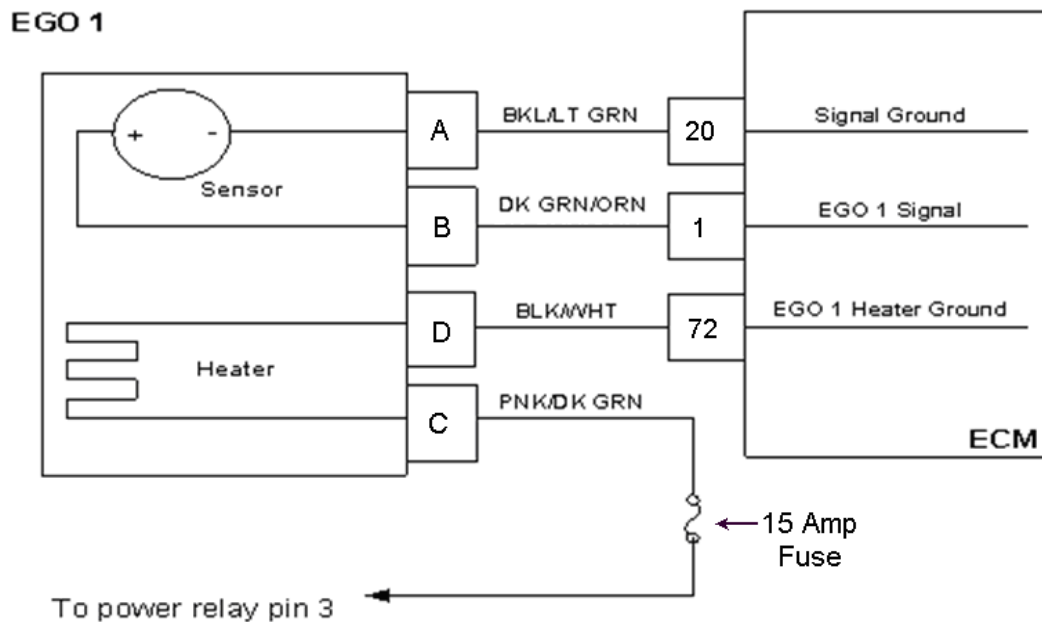 EGO 1
+ -
Sensor
Heater
A
B
D
C
BKL/LT GRN
DK GRN/ORN
BLK/WHT
PNK/DK GRN
20
1
72
Signal Ground
EGO 1 Signal
EGO 1 Heater Ground
ECM
15 Amp
Fuse
To power relay pin 3